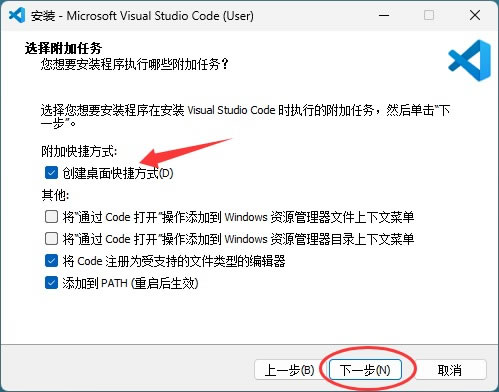 安装 - Microsoft Visual Studio Code (User)
选择附加任务
您想要安装程序执行哪些附加任务？
选择您想要安装程序在安装 Visual Studio Code 时执行的附加任务，然后单击“下
一步”。
附加快捷方式:
创建桌面快捷方式(D)
其他:
将“通过 Code 打开”操作添加到 Windows 资源管理器文件上下文菜单
将“通过 Code 打开”操作添加到 Windows 资源管理器目录上下文菜单
将 Code 注册为受支持的文件类型的编辑器
添加到 PATH (重启后生效)
上一步(B)
下一步(N)
取消